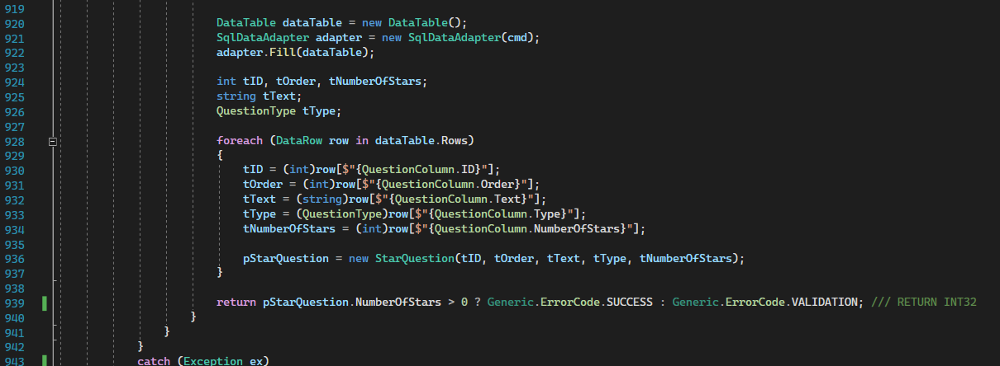 919
920 DataTable dataTable = new DataTable();
921 SqlDataAdapter adapter = new SqlDataAdapter(cmd);
922 adapter.Fill(dataTable);
923
924 int tID, tOrder, tNumberOfStars;
925 string tText;
926 QuestionType tType;
927
928 foreach (DataRow row in dataTable.Rows)
929 {
930 tID = (int)row[$"{QuestionColumn.ID}"];
931 tOrder = (int)row[$"{QuestionColumn.Order}"];
932 tText = (string)row[$"{QuestionColumn.Text}"];
933 tType = (QuestionType)row[$"{QuestionColumn.Type}"];
934 tNumberOfStars = (int)row[$"{QuestionColumn.NumberOfStars}"];
935
936 pStarQuestion = new StarQuestion(tID, tOrder, tText, tType, tNumberOfStars);
937 }
938
939 return pStarQuestion.NumberOfStars > 0 ? Generic.ErrorCode.SUCCESS : Generic.ErrorCode.VALIDATION; /// RETURN INT32
940 }
941 }
942 }
943 catch (Exception ex)